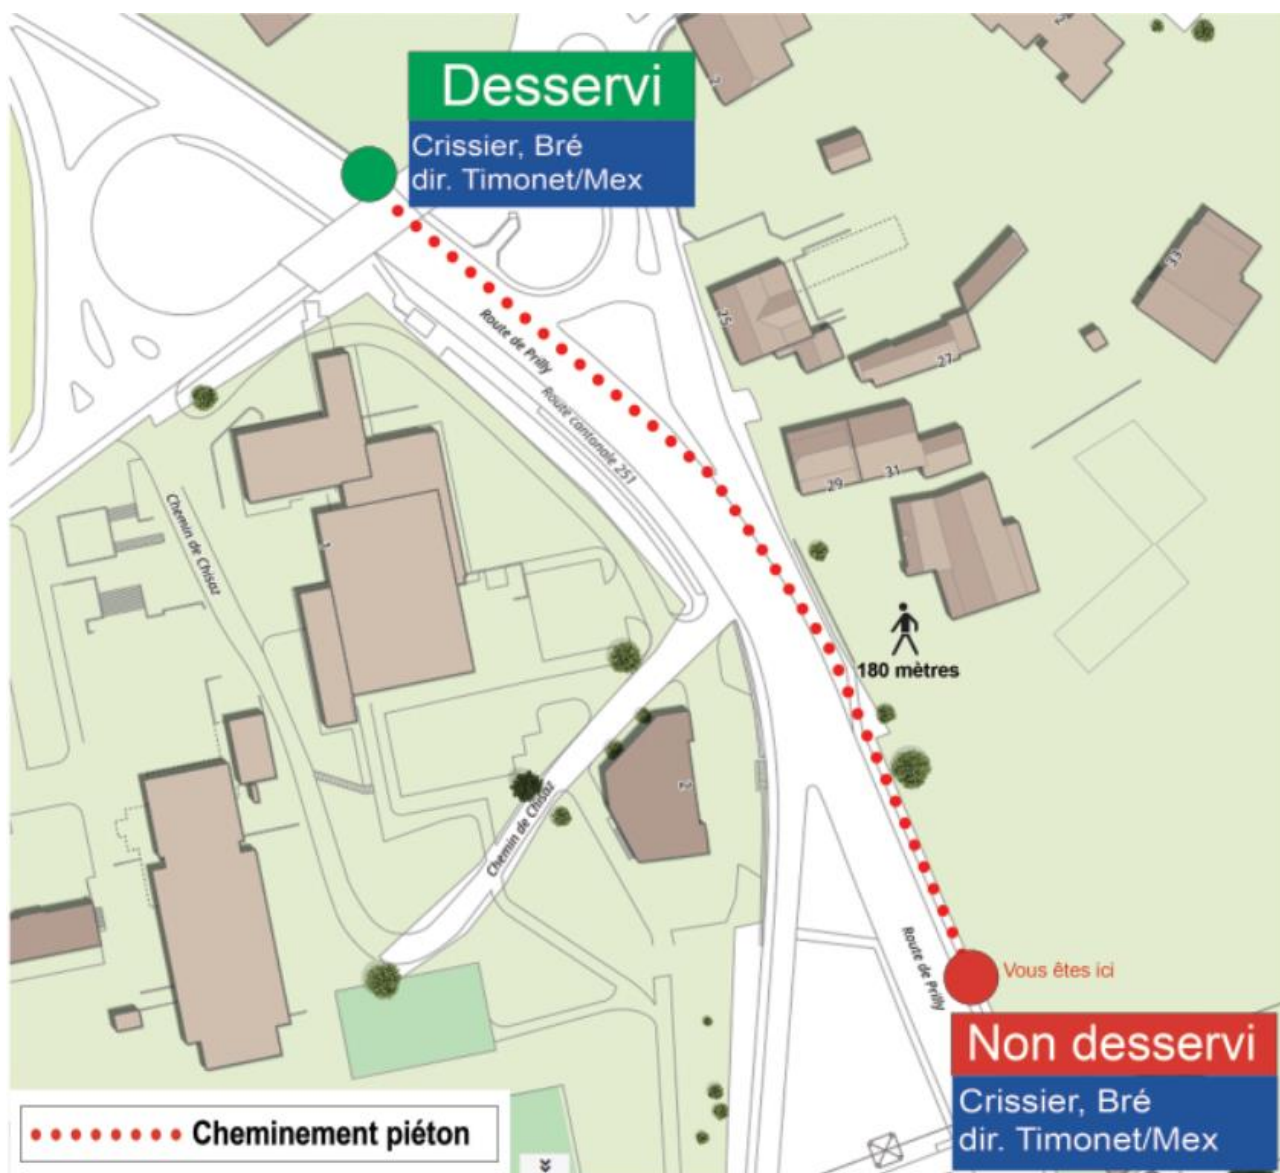 Desservi
Crissier, Bré
dir. Timonet/Mex
Route de Prilly
Route cantonale 251
25
27
33
29
31
Chemin de Chisaz
1
180 mètres
2
Chemin de Chisaz
Route de Prilly
Vous êtes ici
Non desservi
Crissier, Bré
dir. Timonet/Mex
Cheminement piéton